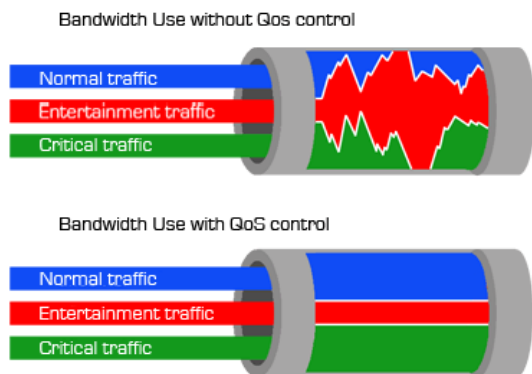 Bandwidth Use without Qos control
Normal traffic
Entertainment traffic
Critical traffic
Bandwidth Use with QoS control
Normal traffic
Entertainment traffic
Critical traffic